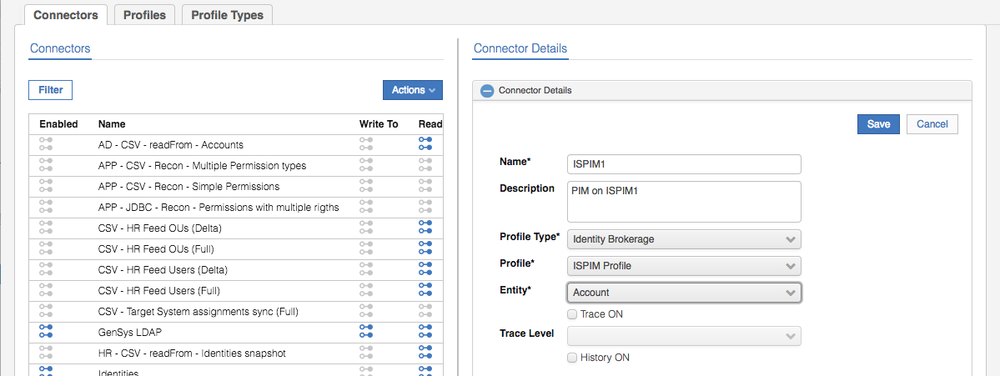 Connectors Profiles Profile Types
Connectors
Filter Actions
Enabled Name Write To Read
AD - CSV - readFrom - Accounts
APP - CSV - Recon - Multiple Permission types
APP - CSV - Recon - Simple Permissions
APP - JDBC - Recon - Permissions with multiple rigths
CSV - HR Feed OUs (Delta)
CSV - HR Feed OUs (Full)
CSV - HR Feed Users (Delta)
CSV - HR Feed Users (Full)
CSV - Target System assignments sync (Full)
GenSys LDAP
HR - CSV - readFrom - Identities snapshot
Identities
Connector Details
Connector Details
Save Cancel
Name* ISPIM1
Description PIM on ISPIM1
Profile Type* Identity Brokerage
Profile* ISPIM Profile
Entity* Account
Trace ON
Trace Level
History ON